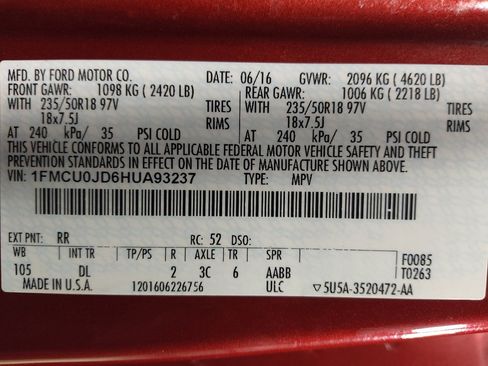 MFD. BY FORD MOTOR CO. DATE: 06/16 GVWR: 2096 KG ( 4620 LB)
FRONT GAWR: 1098 KG ( 2420 LB) REAR GAWR: 1006 KG ( 2218 LB)
WITH 235/50R18 97V TIRES WITH 235/50R18 97V TIRES
18x7.5J RIMS 18x7.5J RIMS
AT 240 kPa/ 35 PSI COLD AT 240 kPa/ 35 PSI COLD
THIS VEHICLE CONFORMS TO ALL APPLICABLE FEDERAL MOTOR VEHICLE SAFETY AND THEFT
PREVENTION STANDARDS IN EFFECT ON THE DATE OF MANUFACTURE SHOWN ABOVE.
VIN: 1FMCU0JD6HUA93237 TYPE: MPV
EXT PNT: RR RC: 52 DSO:
WB INT TR TP/PS R AXLE TR SPR F0085
105 DL 2 3C 6 AABB T0263
MADE IN U.S.A. 1201606226756 ULC ▽5U5A-3520472-AA